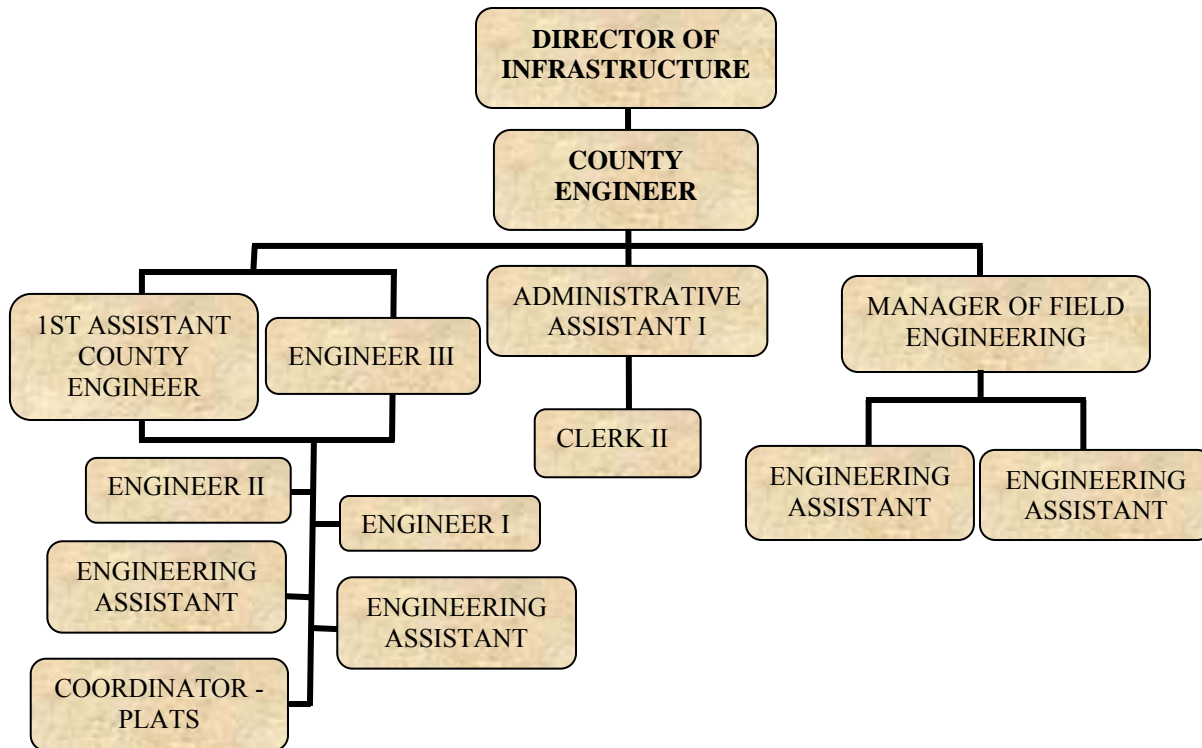 DIRECTOR OF
INFRASTRUCTURE
COUNTY
ENGINEER
1ST ASSISTANT
COUNTY
ENGINEER
ENGINEER III
ADMINISTRATIVE
ASSISTANT I
MANAGER OF FIELD
ENGINEERING
CLERK II
ENGINEERING
ASSISTANT
ENGINEERING
ASSISTANT
ENGINEER II
ENGINEER I
ENGINEERING
ASSISTANT
ENGINEERING
ASSISTANT
COORDINATOR -
PLATS